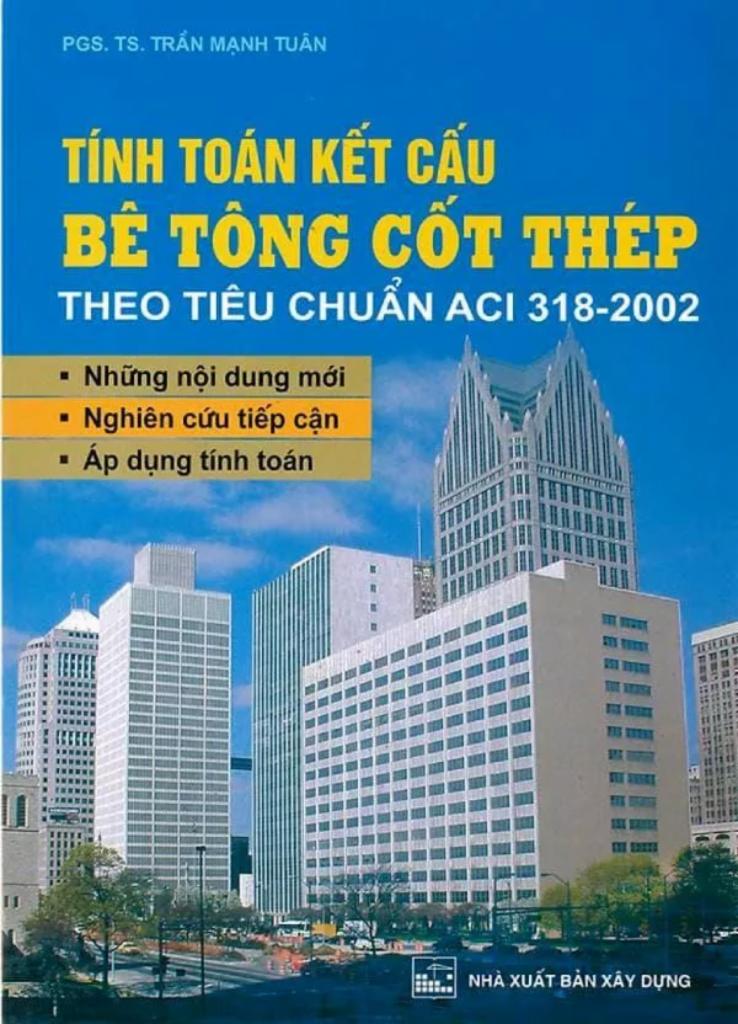 PGS. TS. TRẦN MẠNH TUÂN
TÍNH TOÁN KẾT CẤU
BÊ TÔNG CỐT THÉP
THEO TIÊU CHUẨN ACI 318-2002
▪ Những nội dung mới
▪ Nghiên cứu tiếp cận
▪ Áp dụng tính toán
NHÀ XUẤT BẢN XÂY DỰNG